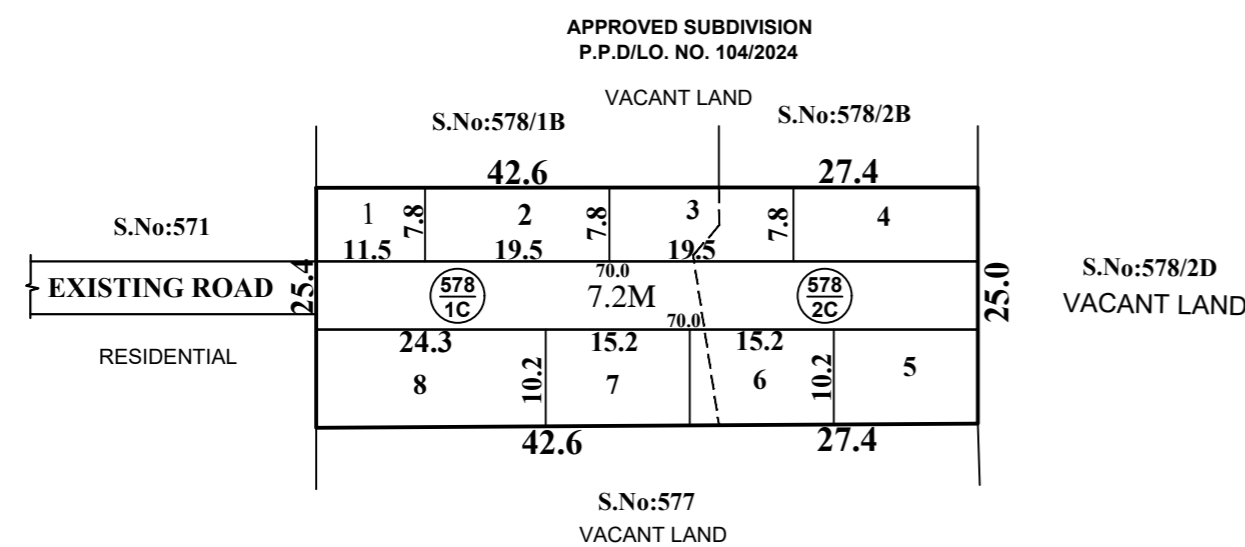 APPROVED SUBDIVISION
P.P.D/LO. NO. 104/2024
VACANT LAND
S.No:578/1B
S.No:578/2B
42.6
27.4
S.No:571
1
7.8
2
7.8
3
7.8
4
11.5
19.5
19.5
EXISTING ROAD
25.4
578
1C
70.0
7.2M
70.0
578
2C
25.0
S.No:578/2D
VACANT LAND
RESIDENTIAL
24.3
15.2
15.2
8
10.2
7
6
10.2
5
42.6
27.4
S.No:577
VACANT LAND